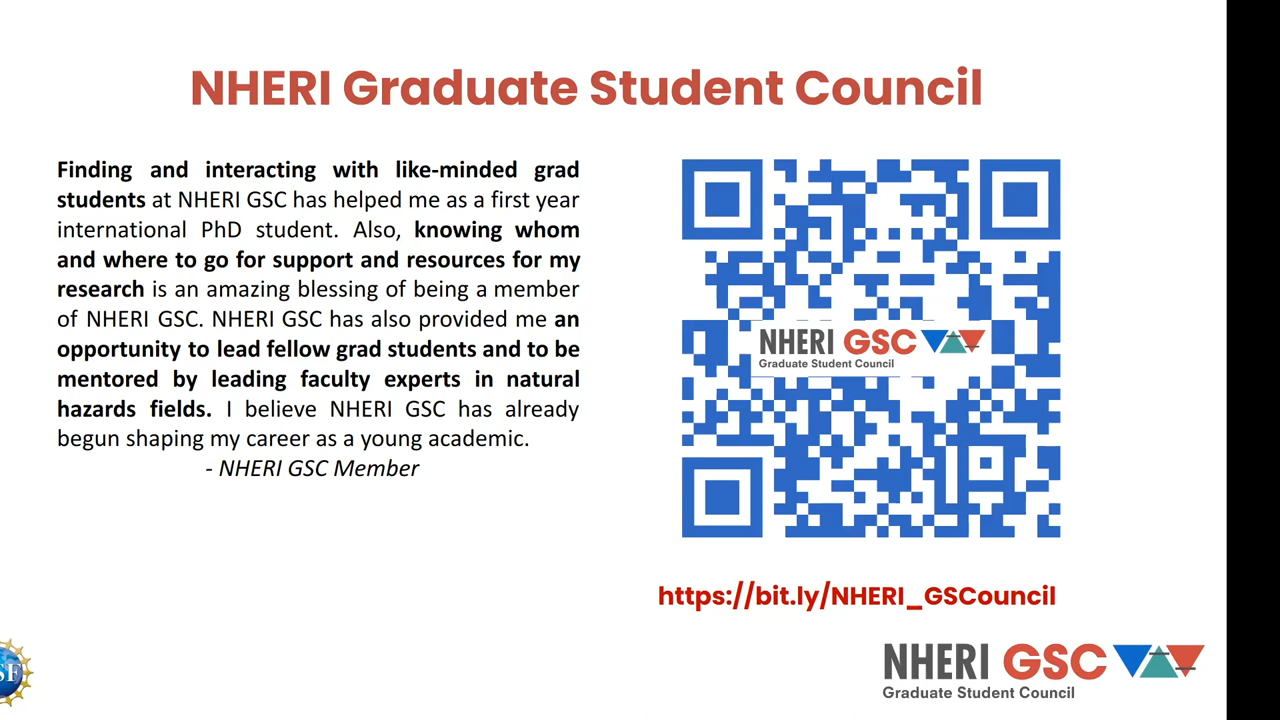 NHERI Graduate Student Council
Finding and interacting with like-minded grad
students at NHERI GSC has helped me as a first year
international PhD student. Also, knowing whom
and where to go for support and resources for my
research is an amazing blessing of being a member
of NHERI GSC. NHERI GSC has also provided me an
opportunity to lead fellow grad students and to be
mentored by leading faculty experts in natural
hazards fields. I believe NHERI GSC has already
begun shaping my career as a young academic.
- NHERI GSC Member
NHERI GSC
Graduate Student Council
https://bit.ly/NHERI_GSCouncil
NHERI GSC
Graduate Student Council